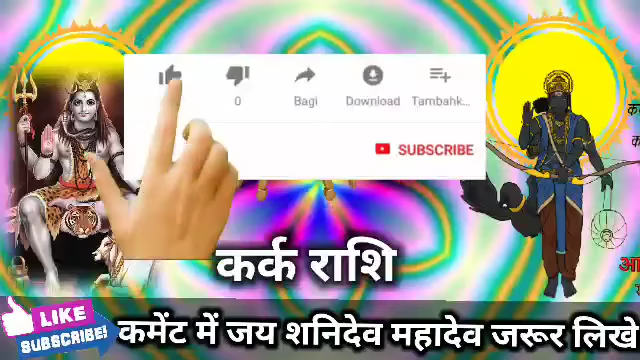 0
Bagi
Download
Tambahk...
SUBSCRIBE
कर्क राशि
LIKE
SUBSCRIBE!
कमेंट में जय शनिदेव महादेव जरूर लिखे